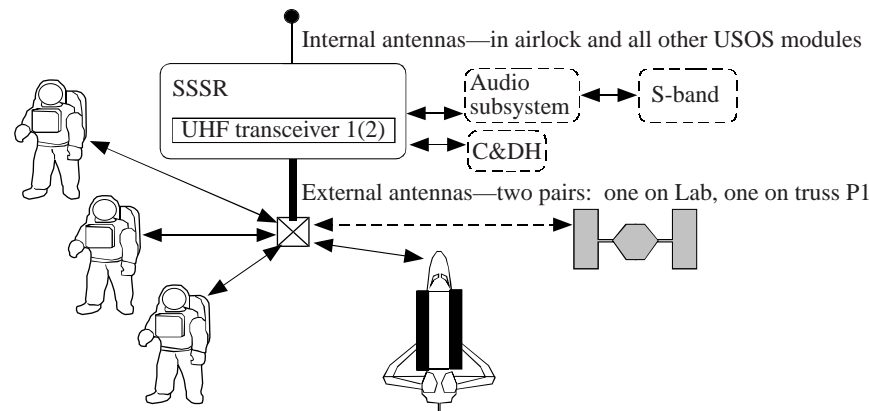 Internal antennas—in airlock and all other USOS modules
SSSR
UHF transceiver 1(2)
Audio
subsystem
S-band
C&DH
External antennas—two pairs: one on Lab, one on truss P1